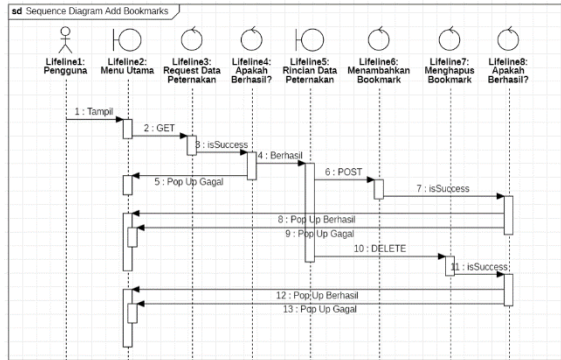 sd Sequence Diagram Add Bookmarks
Lifeline1:
Pengguna
Lifeline2:
Menu Utama
Lifeline3:
Request Data
Peternakan
Lifeline4:
Apakah
Berhasil?
Lifeline5:
Rincian Data
Peternakan
Lifeline6:
Menambahkan
Bookmark
Lifeline7:
Menghapus
Bookmark
Lifeline8:
Apakah
Berhasil?
1 : Tampil
2 : GET
3 : isSuccess
4 : Berhasil
5 : Pop Up Gagal
6 : POST
7 : isSuccess
8 : Pop Up Berhasil
9 : Pop Up Gagal
10 : DELETE
11 : isSuccess
12 : Pop Up Berhasil
13 : Pop Up Gagal